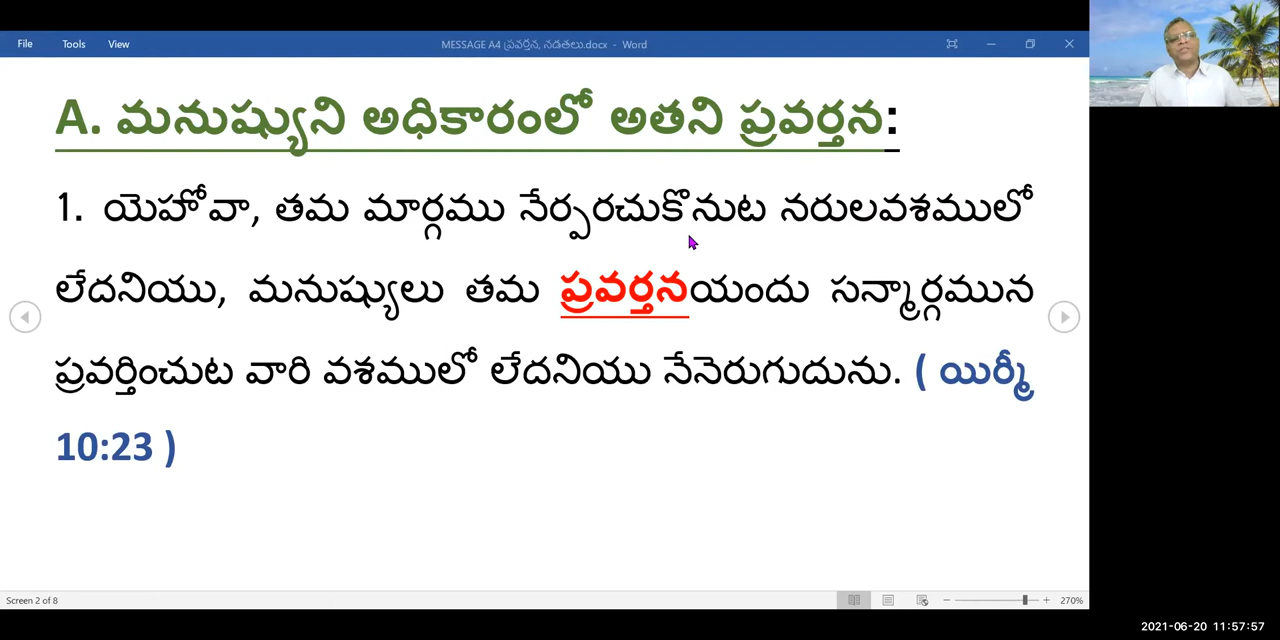 File Tools View MESSAGE A4 ప్రవర్తన, నడతలు.docx - Word
A. మనుష్యుని అధికారంలో అతని ప్రవర్తన:
1. యెహోవా, తమ మార్గము నేర్పరచుకొనుట నరులవశములో
లేదనియు, మనుష్యులు తమ ప్రవర్తనయందు సన్మార్గమున
ప్రవర్తించుట వారి వశములో లేదనియు నేనెరుగుదును. ( యిర్మీ
10:23 )
Screen 2 of 8 270%
2021-06-20 11:57:57